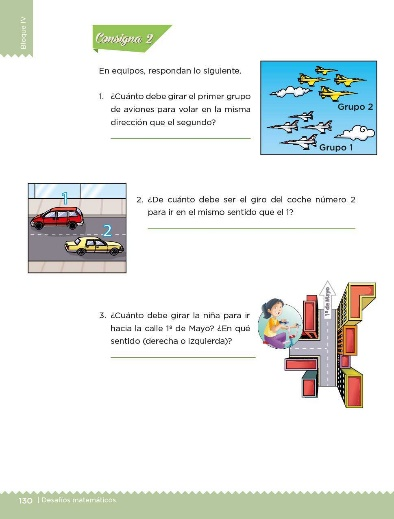 Bloque IV
Consigna 2
En equipos, respondan lo siguiente.
1. ¿Cuánto debe girar el primer grupo
de aviones para volar en la misma
dirección que el segundo?
Grupo 2
Grupo 1
1
2
2. ¿De cuánto debe ser el giro del coche número 2
para ir en el mismo sentido que el 1?
3. ¿Cuánto debe girar la niña para ir
hacia la calle 1º de Mayo? ¿En qué
sentido (derecha o izquierda)?
1º de Mayo
130 | Desafíos matemáticos